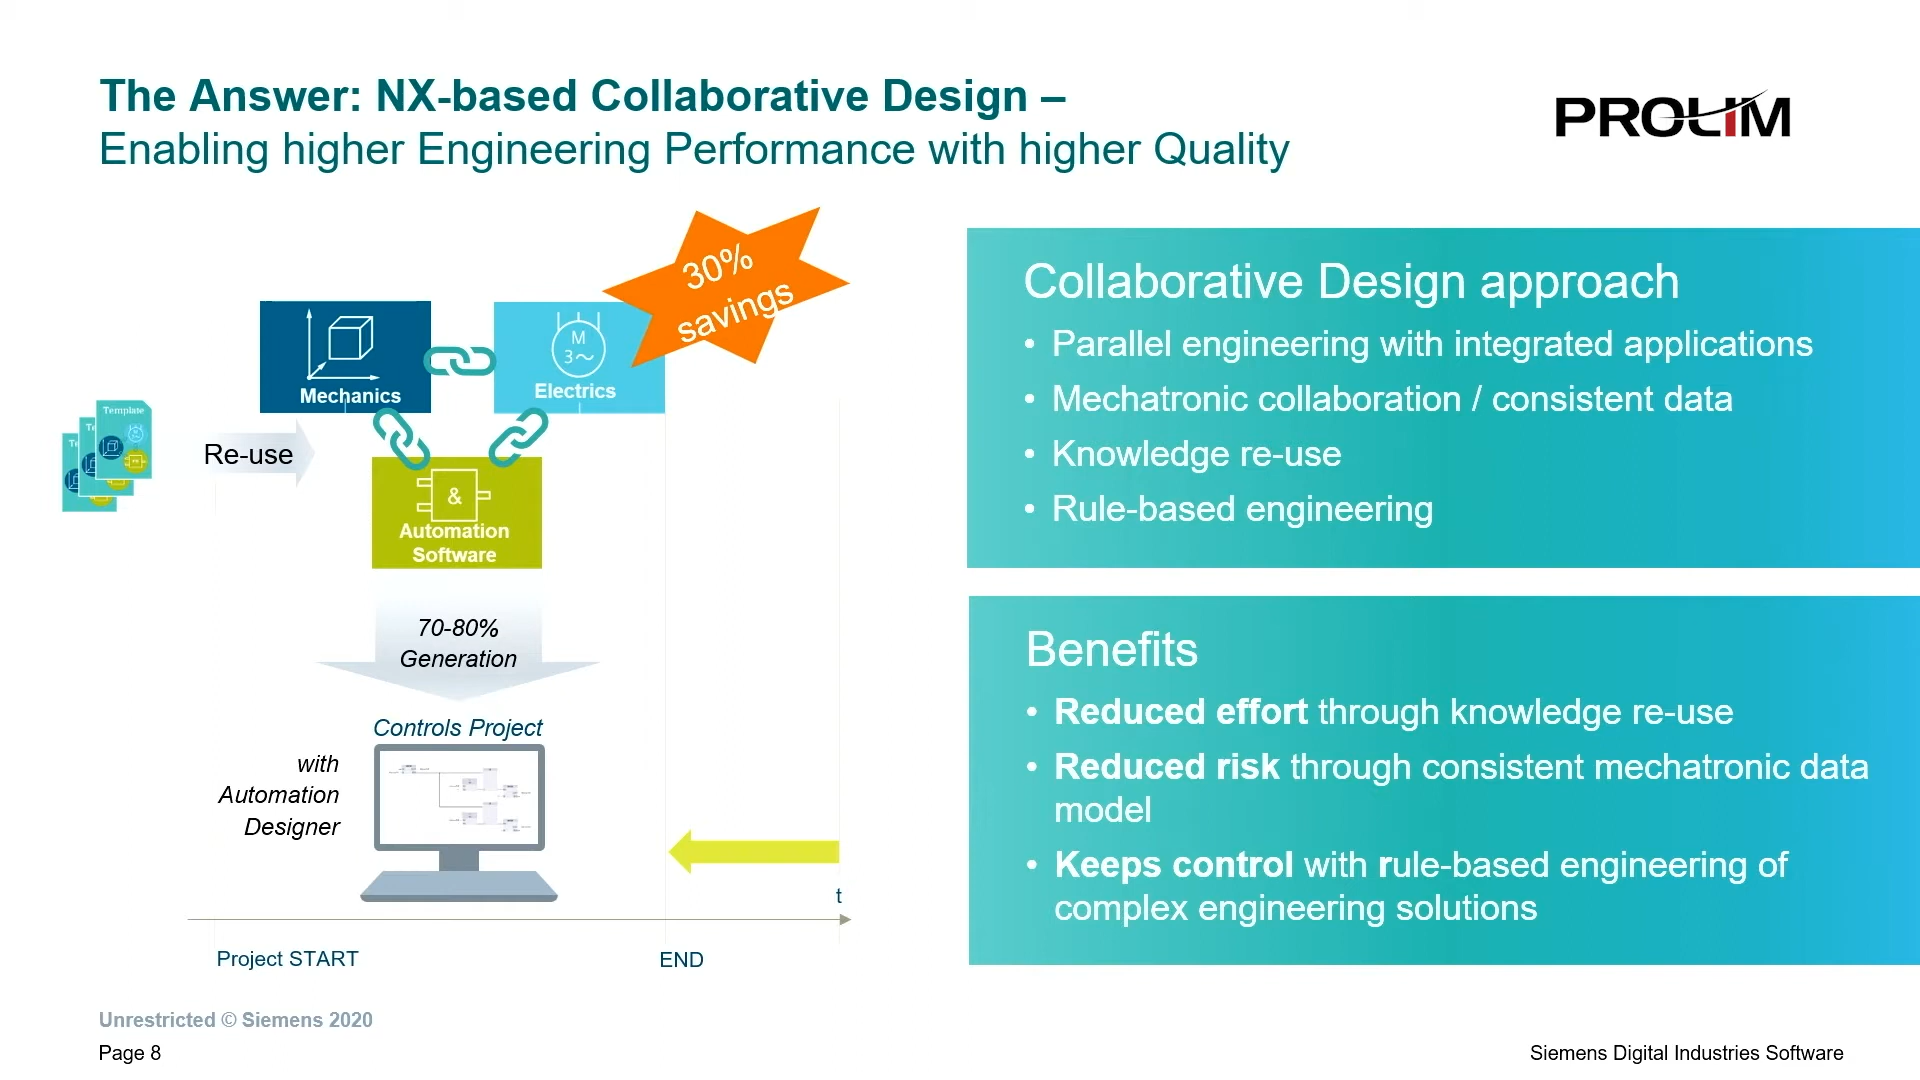 The Answer: NX-based Collaborative Design –
Enabling higher Engineering Performance with higher Quality
PROLIM
30%
savings
Mechanics
M
3~
Electrics
Template
Re-use
&
Automation
Software
70-80%
Generation
Controls Project
with
Automation
Designer
t
Project START
END
Collaborative Design approach
• Parallel engineering with integrated applications
• Mechatronic collaboration / consistent data
• Knowledge re-use
• Rule-based engineering
Benefits
• Reduced effort through knowledge re-use
• Reduced risk through consistent mechatronic data
model
• Keeps control with rule-based engineering of
complex engineering solutions
Unrestricted © Siemens 2020
Page 8
Siemens Digital Industries Software